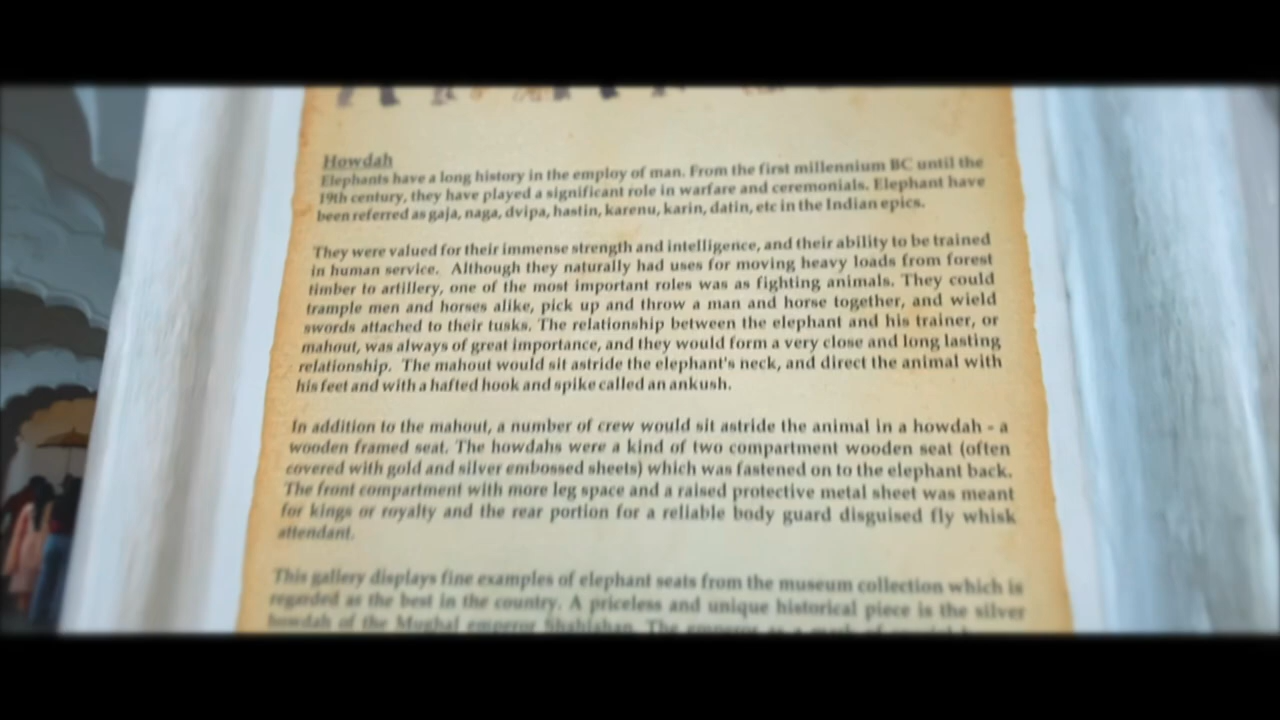 Howdah
Elephants have a long history in the employ of man. From the first millennium BC until the
19th century, they have played a significant role in warfare and ceremonials. Elephant have
been referred as gaja, naga, dvipa, hastin, karenu, karin, datin, etc in the Indian epics.
They were valued for their immense strength and intelligence, and their ability to be trained
in human service. Although they naturally had uses for moving heavy loads from forest
timber to artillery, one of the most important roles was as fighting animals. They could
trample men and horses alike, pick up and throw a man and horse together, and wield
swords attached to their tusks. The relationship between the elephant and his trainer, or
mahout, was always of great importance, and they would form a very close and long lasting
relationship. The mahout would sit astride the elephant's neck, and direct the animal with
his feet and with a hafted hook and spike called an ankush.
In addition to the mahout, a number of crew would sit astride the animal in a howdah - a
wooden framed seat. The howdahs were a kind of two compartment wooden seat (often
covered with gold and silver embossed sheets) which was fastened on to the elephant back.
The front compartment with more leg space and a raised protective metal sheet was meant
for kings or royalty and the rear portion for a reliable body guard disguised fly whisk
attendant.
This gallery displays fine examples of elephant seats from the museum collection which is
regarded as the best in the country. A priceless and unique historical piece is the silver
howdah of the Mughal emperor Shahjahan. The emperor as a mark of